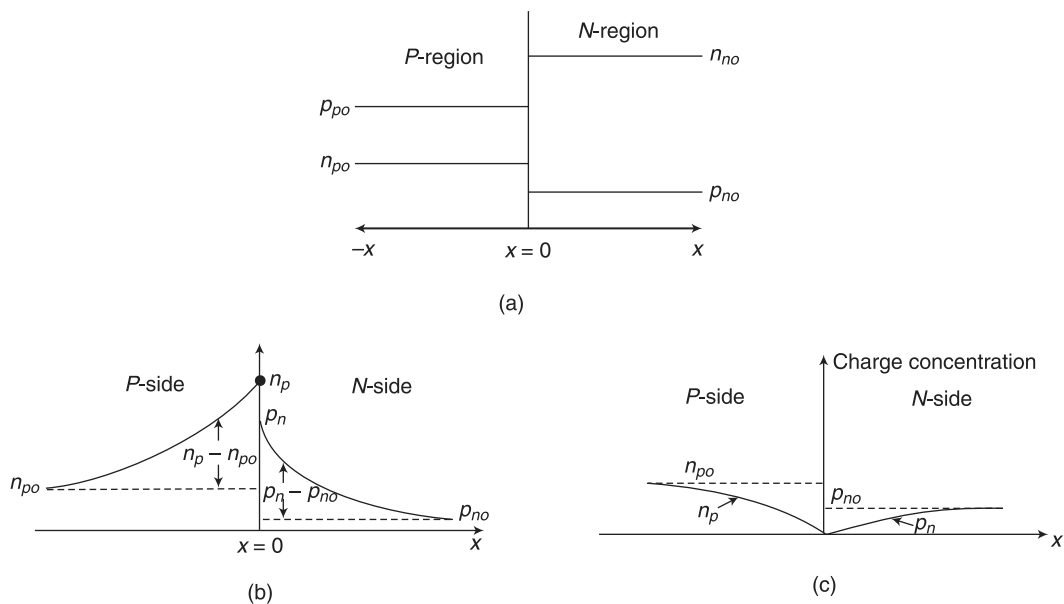 N-region
P-region
n_no
p_po
n_po
p_no
–x
x = 0
x
(a)
P-side
n_p
N-side
p_n
n_p – n_po
n_po
p_n – p_no
p_no
x = 0
x
(b)
Charge concentration
P-side
N-side
n_po
p_no
n_p
p_n
x
(c)